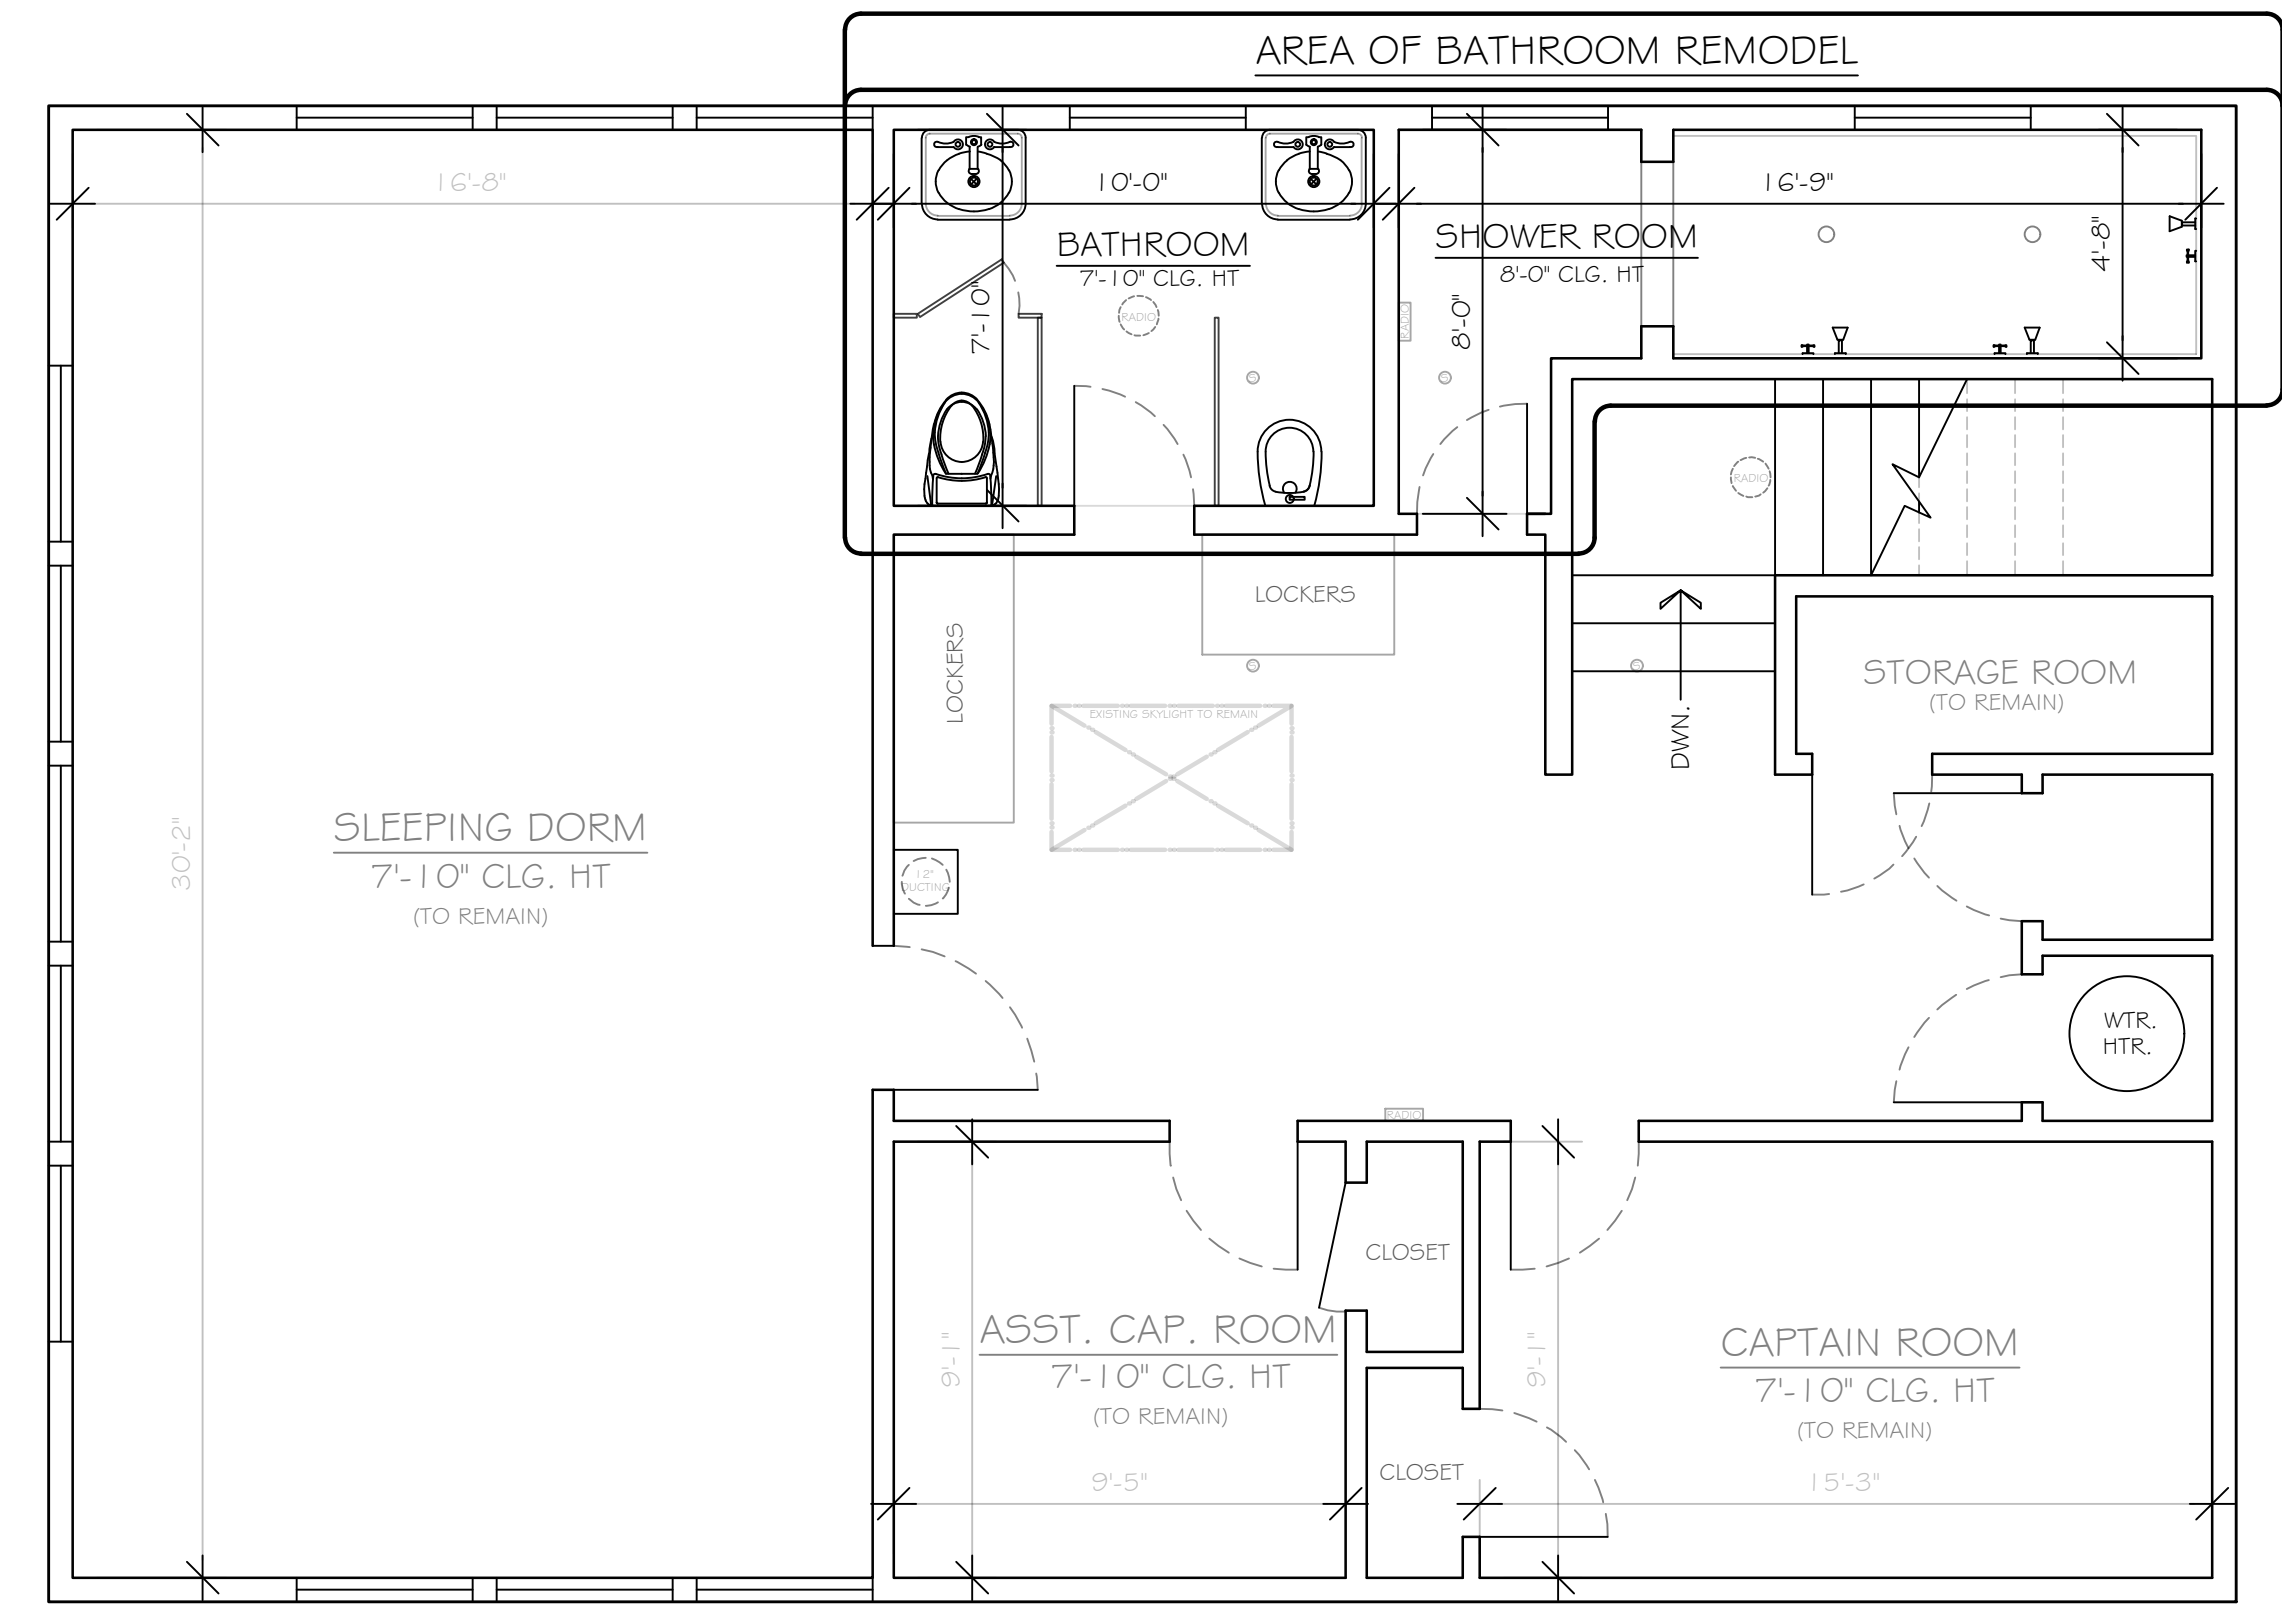 AREA OF BATHROOM REMODEL
16'-8"
10'-0"
16'-9"
BATHROOM
7'-10" CLG. HT
SHOWER ROOM
8'-0" CLG. HT
4'-8"
7'-10"
RADIO
RADIO
8'-0"
S
S
RADIO
LOCKERS
LOCKERS
S
S
DWN.
STORAGE ROOM
(TO REMAIN)
EXISTING SKYLIGHT TO REMAIN
30'-2"
SLEEPING DORM
7'-10" CLG. HT
(TO REMAIN)
12"
DUCTING
WTR.
HTR.
RADIO
CLOSET
9'-1"
ASST. CAP. ROOM
7'-10" CLG. HT
(TO REMAIN)
9'-1"
CAPTAIN ROOM
7'-10" CLG. HT
(TO REMAIN)
9'-5"
CLOSET
15'-3"